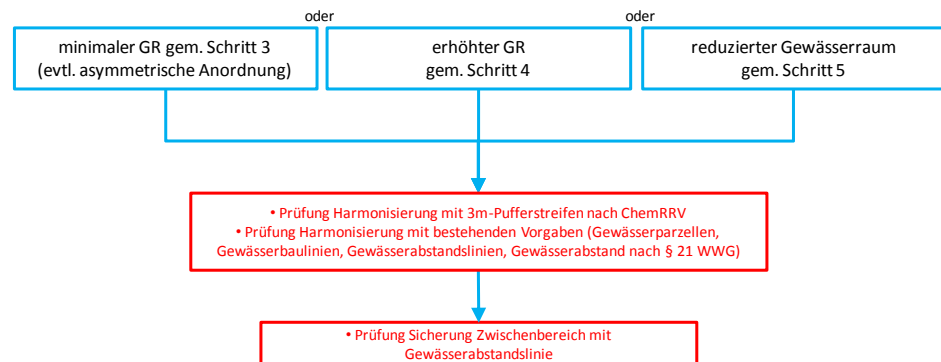 oder
oder
minimaler GR gem. Schritt 3
(evtl. asymmetrische Anordnung)
erhöhter GR
gem. Schritt 4
reduzierter Gewässerraum
gem. Schritt 5
• Prüfung Harmonisierung mit 3m-Pufferstreifen nach ChemRRV
• Prüfung Harmonisierung mit bestehenden Vorgaben (Gewässerparzellen,
Gewässerbaulinien, Gewässerabstandslinien, Gewässerabstand nach § 21 WWG)
• Prüfung Sicherung Zwischenbereich mit
Gewässerabstandslinie